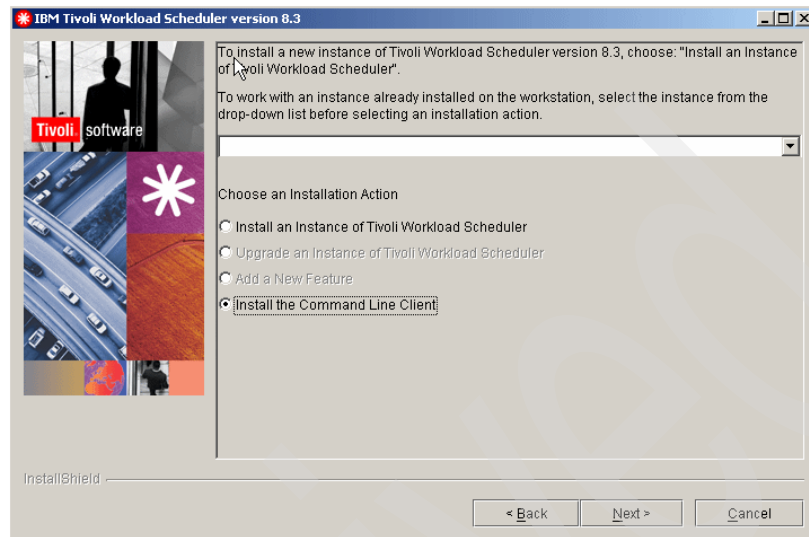 IBM Tivoli Workload Scheduler version 8.3
To install a new instance of Tivoli Workload Scheduler version 8.3, choose: "Install an Instance
of Tivoli Workload Scheduler".
To work with an instance already installed on the workstation, select the instance from the
drop-down list before selecting an installation action.
Tivoli software
Choose an Installation Action
Install an Instance of Tivoli Workload Scheduler
Upgrade an Instance of Tivoli Workload Scheduler
Add a New Feature
Install the Command Line Client
InstallShield
< Back
Next >
Cancel